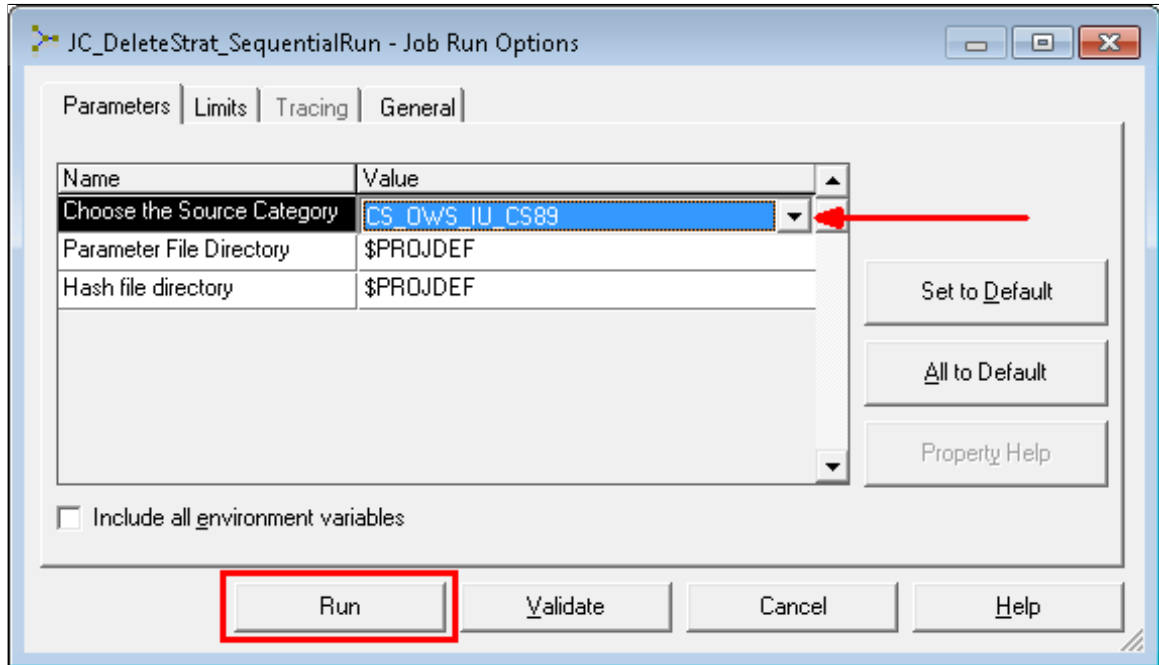 JC_DeleteStrat_SequentialRun - Job Run Options
Parameters Limits Tracing General
Name Value
Choose the Source Category CS_OWS_IU_CS89
Parameter File Directory $PROJDEF
Hash file directory $PROJDEF
Set to Default
All to Default
Property Help
Include all environment variables
Run Validate Cancel Help